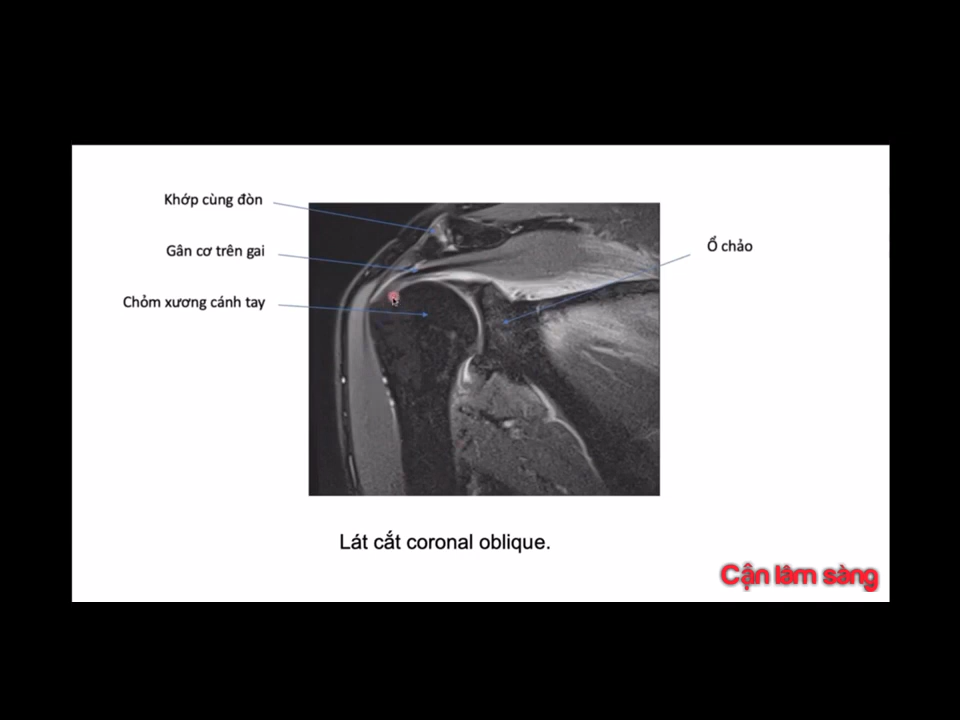 Khớp cùng đòn
Gân cơ trên gai
Chỏm xương cánh tay
Ổ chảo
Lát cắt coronal oblique.
Cận lâm sàng